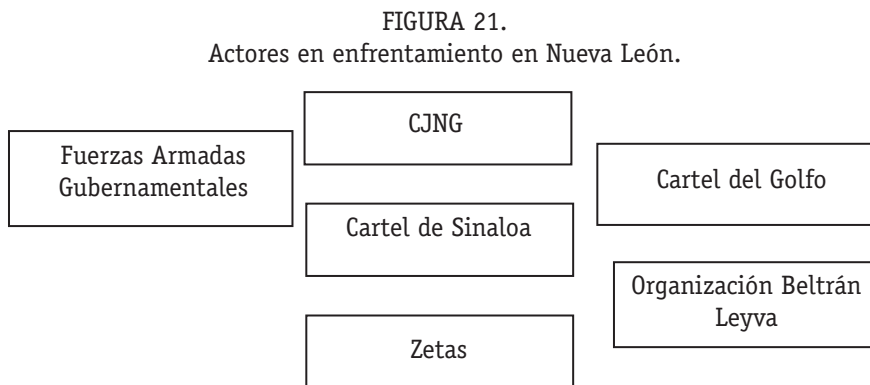 FIGURA 21.
Actores en enfrentamiento en Nueva León.
CJNG
Fuerzas Armadas
Gubernamentales
Cartel del Golfo
Cartel de Sinaloa
Organización Beltrán
Leyva
Zetas